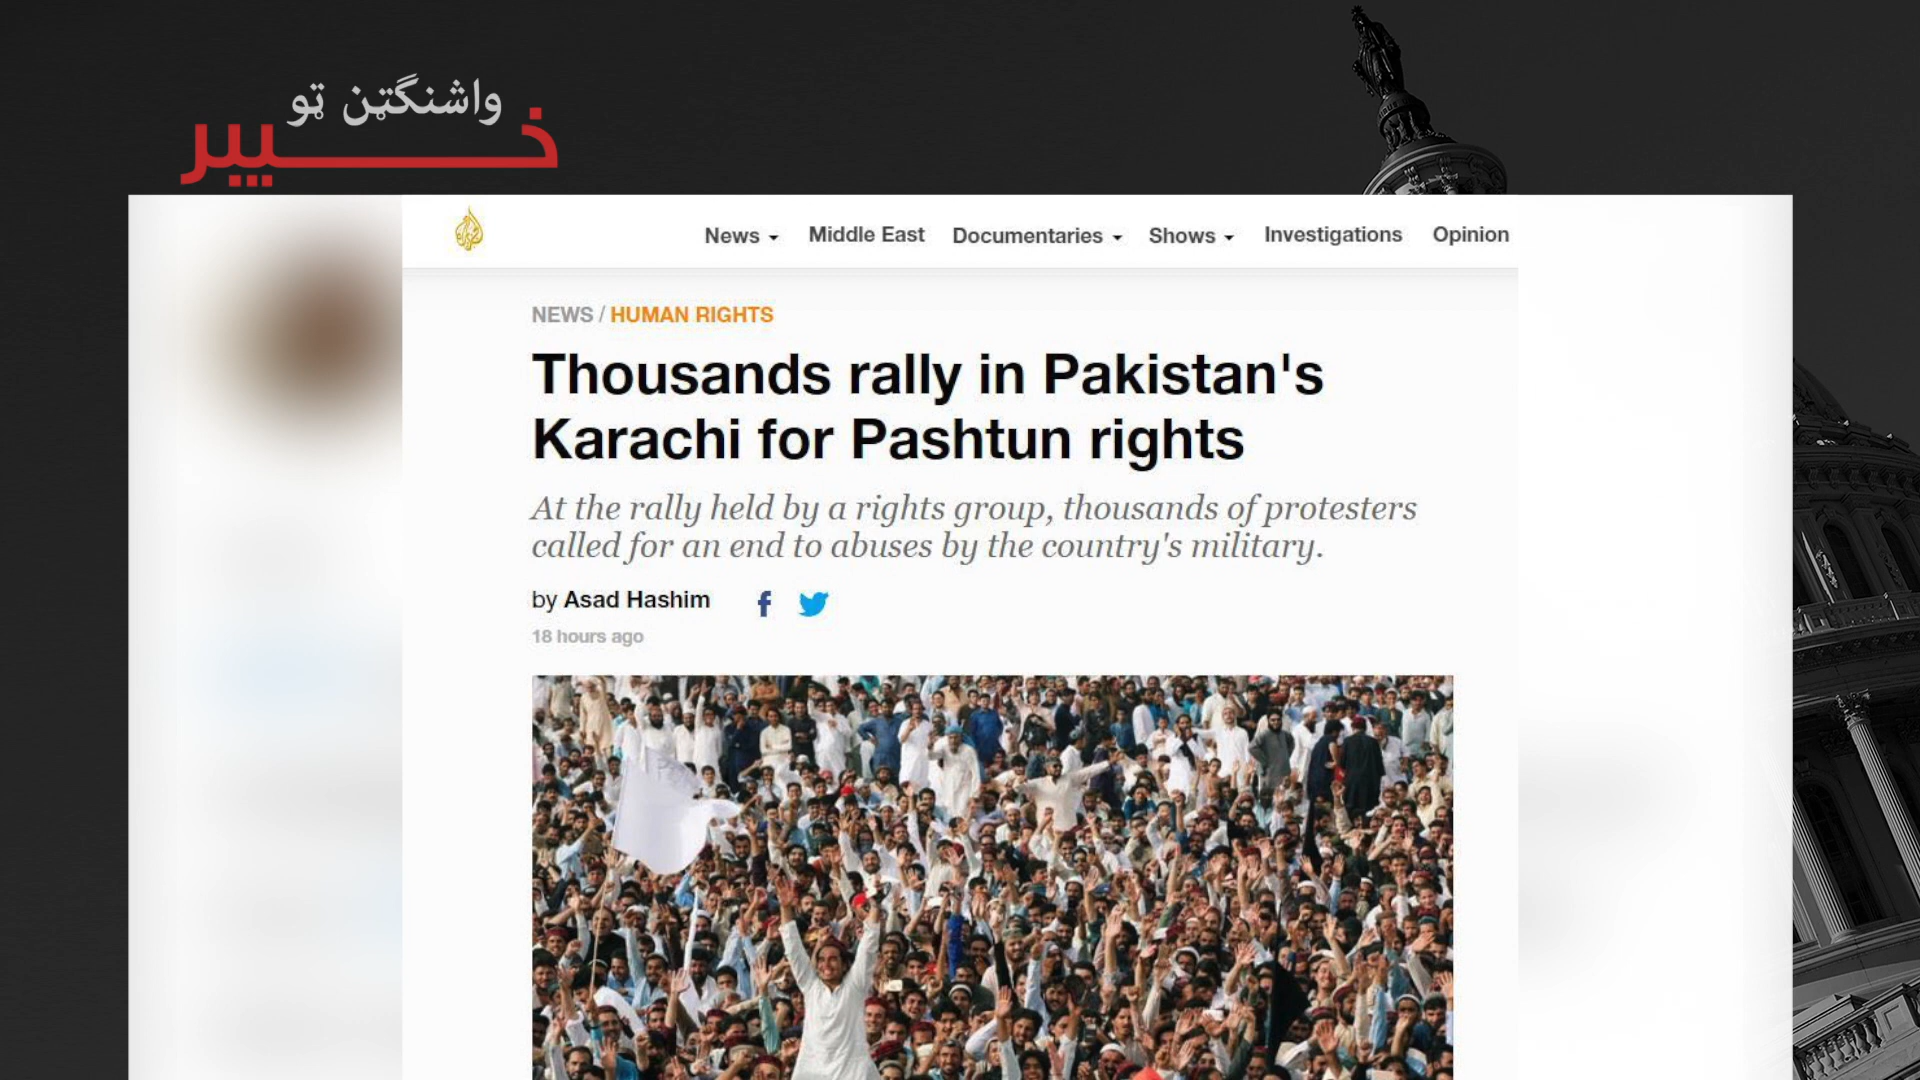 واشنګټن ټو
خیبر
News
Middle East
Documentaries
Shows
Investigations
Opinion
NEWS / HUMAN RIGHTS
Thousands rally in Pakistan's
Karachi for Pashtun rights
At the rally held by a rights group, thousands of protesters
called for an end to abuses by the country's military.
by Asad Hashim
18 hours ago